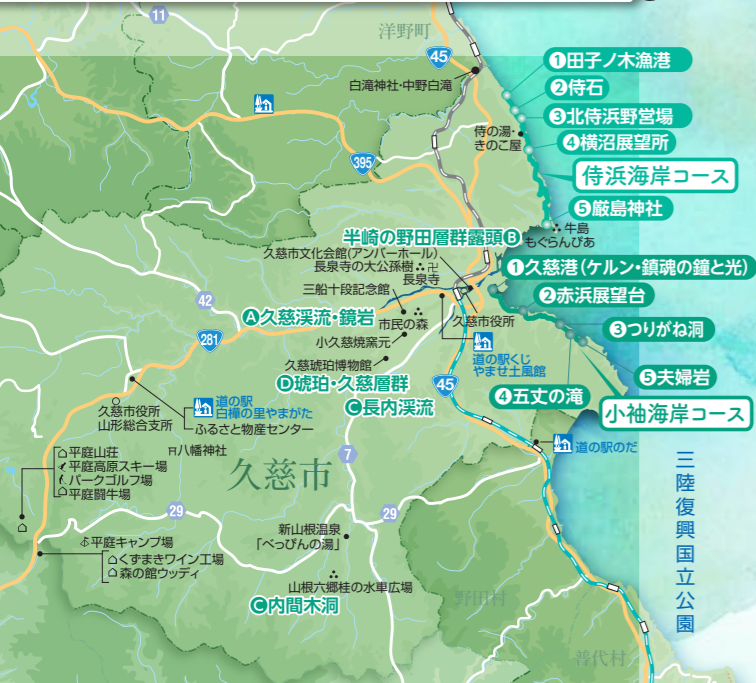 11
洋野町
45
白滝神社・中野白滝
❶田子ノ木漁港
❷侍石
❸北侍浜野営場
侍の湯・
きのこ屋
❹横沼展望所
395
侍浜海岸コース
❺厳島神社
牛島
もぐらんぴあ
半崎の野田層群露頭Ⓑ
久慈市文化会館(アンバーホール)
長泉寺の大公孫樹
卍
長泉寺
❶久慈港(ケルン・鎮魂の鐘と光)
三船十段記念館
❷赤浜展望台
42
Ⓐ久慈渓流・鏡岩
市民の森
久慈市役所
❸つりがね洞
281
小久慈焼窯元
道の駅くじ
やませ土風館
久慈琥珀博物館
❺夫婦岩
Ⓓ琥珀・久慈層群
45
❹五丈の滝
Ⓒ長内渓流
小袖海岸コース
久慈市役所
山形総合支所
道の駅
白樺の里やまがた
ふるさと物産センター
道の駅のだ
八幡神社
平庭山荘
平庭高原スキー場
パークゴルフ場
平庭闘牛場
久慈市
7
三陸復興国立公園
29
29
新山根温泉
「べっぴんの湯」
平庭キャンプ場
くずまきワイン工場
森の館ウッディ
山根六郷桂の水車広場
Ⓒ内間木洞
野田村
普代村